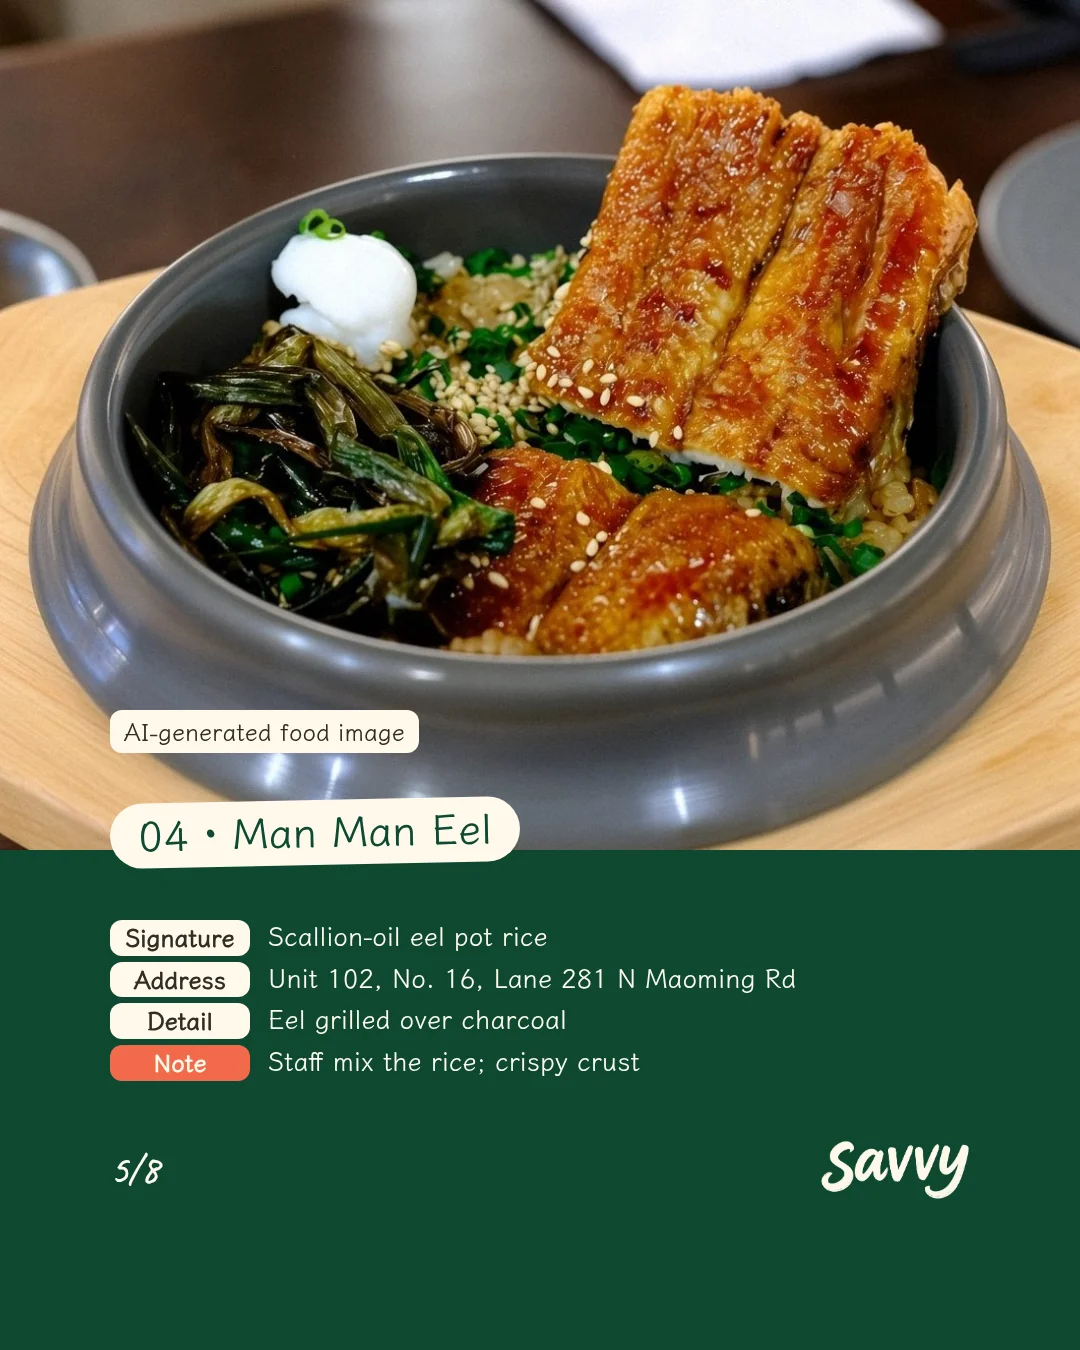 AI-generated food image
04 • Man Man Eel
Signature Scallion-oil eel pot rice
Address Unit 102, No. 16, Lane 281 N Maoming Rd
Detail Eel grilled over charcoal
Note Staff mix the rice; crispy crust
5/8
Savvy